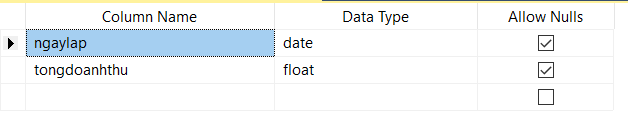 Column Name Data Type Allow Nulls
ngaylap date
tongdoanhthu float